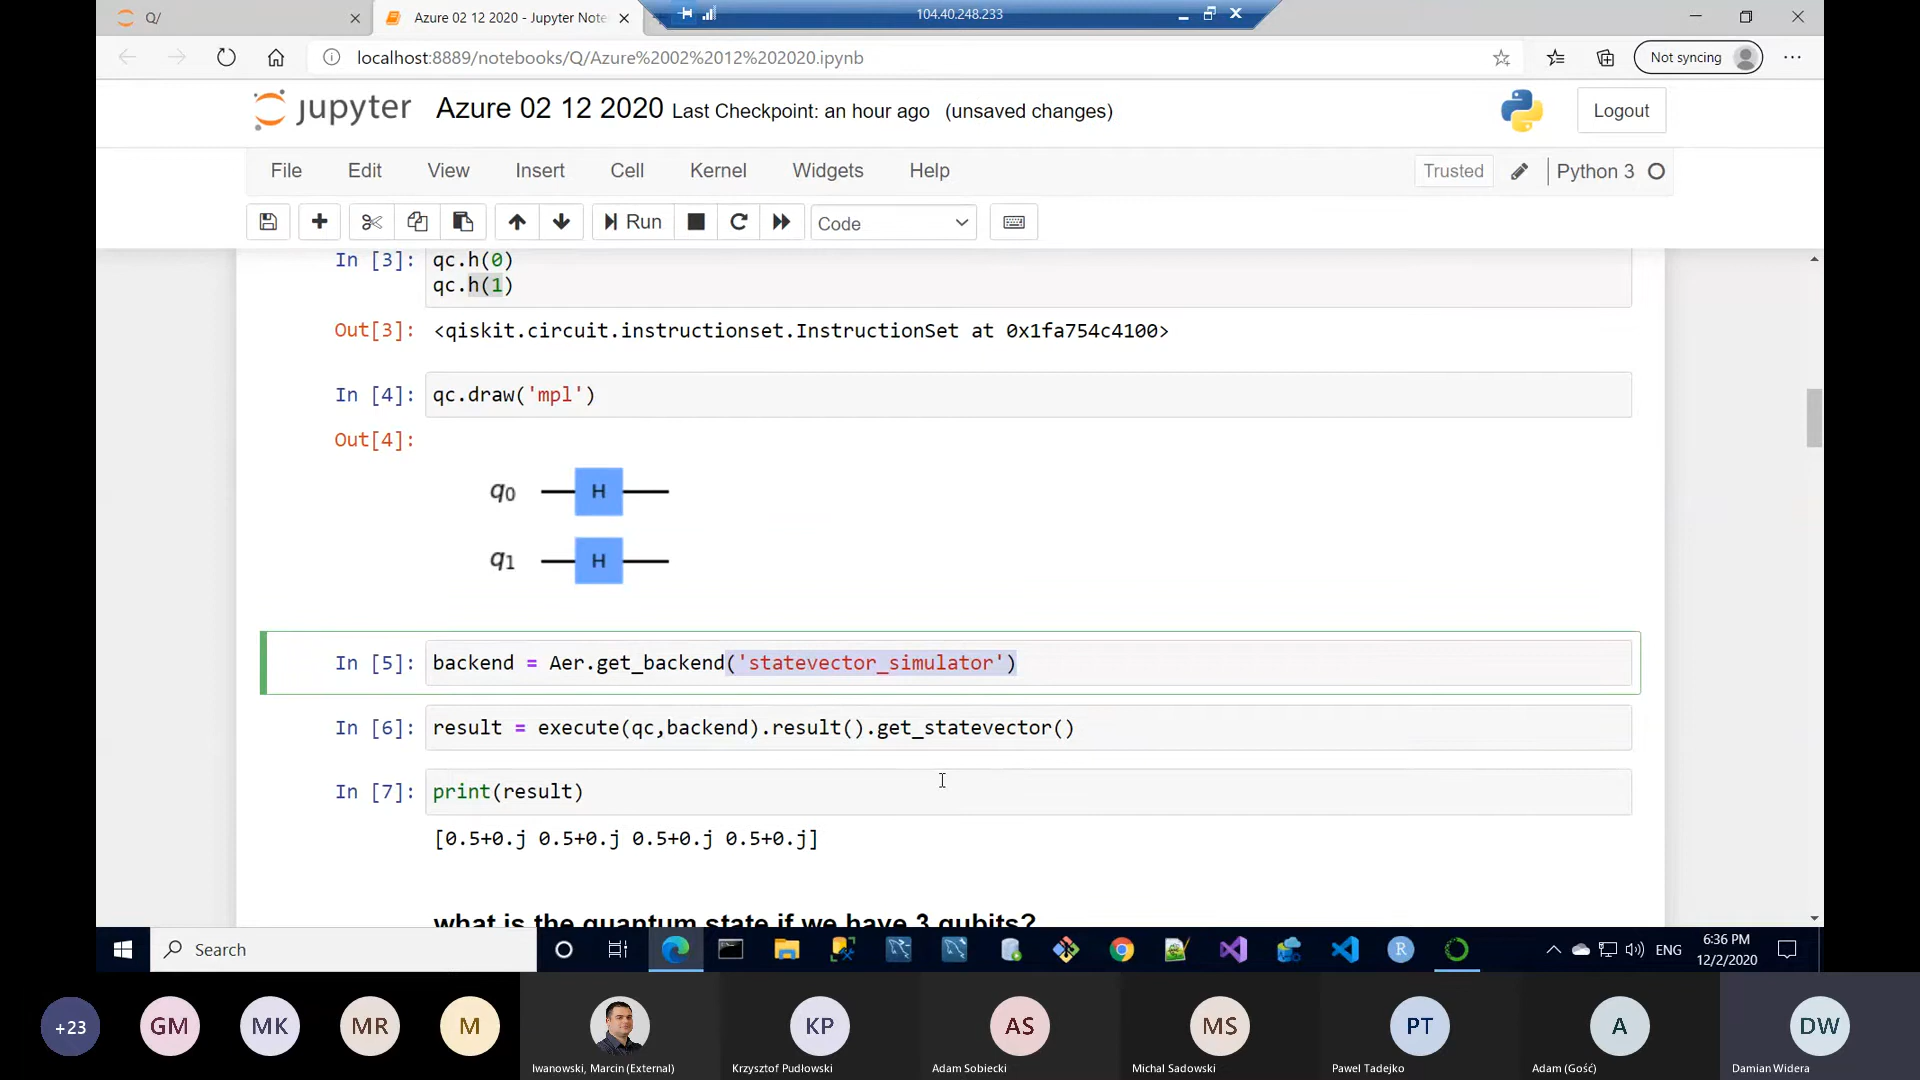 Q/
Azure 02 12 2020 - Jupyter Note
104.40.248.233
localhost:8889/notebooks/Q/Azure%2002%2012%202020.ipynb
Not syncing
jupyter Azure 02 12 2020 Last Checkpoint: an hour ago (unsaved changes)
Logout
File Edit View Insert Cell Kernel Widgets Help
Trusted
Python 3
Run
Code
In [3]: qc.h(0)
qc.h(1)
Out[3]: <qiskit.circuit.instructionset.InstructionSet at 0x1fa754c4100>
In [4]: qc.draw('mpl')
Out[4]:
q0 H
q1 H
In [5]: backend = Aer.get_backend('statevector_simulator')
In [6]: result = execute(qc,backend).result().get_statevector()
In [7]: print(result)
[0.5+0.j 0.5+0.j 0.5+0.j 0.5+0.j]
what is the quantum state if we have 3 qubits?
Search
R
ENG
6:36 PM
12/2/2020
+23 GM MK MR M KP AS MS PT A DW
Iwanowski, Marcin (External) Krzysztof Pudłowski Adam Sobiecki Michal Sadowski Pawel Tadejko Adam (Gość) Damian Widera